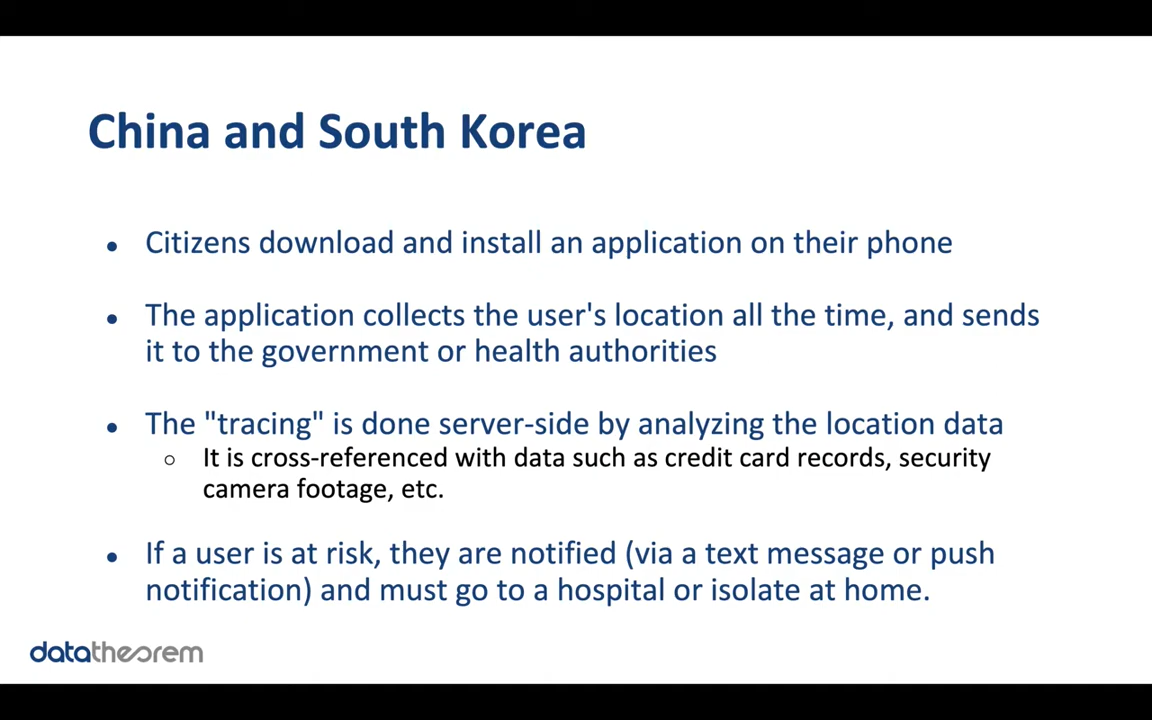 China and South Korea
● Citizens download and install an application on their phone
● The application collects the user's location all the time, and sends
it to the government or health authorities
● The "tracing" is done server-side by analyzing the location data
○ It is cross-referenced with data such as credit card records, security
camera footage, etc.
● If a user is at risk, they are notified (via a text message or push
notification) and must go to a hospital or isolate at home.
datatheorem